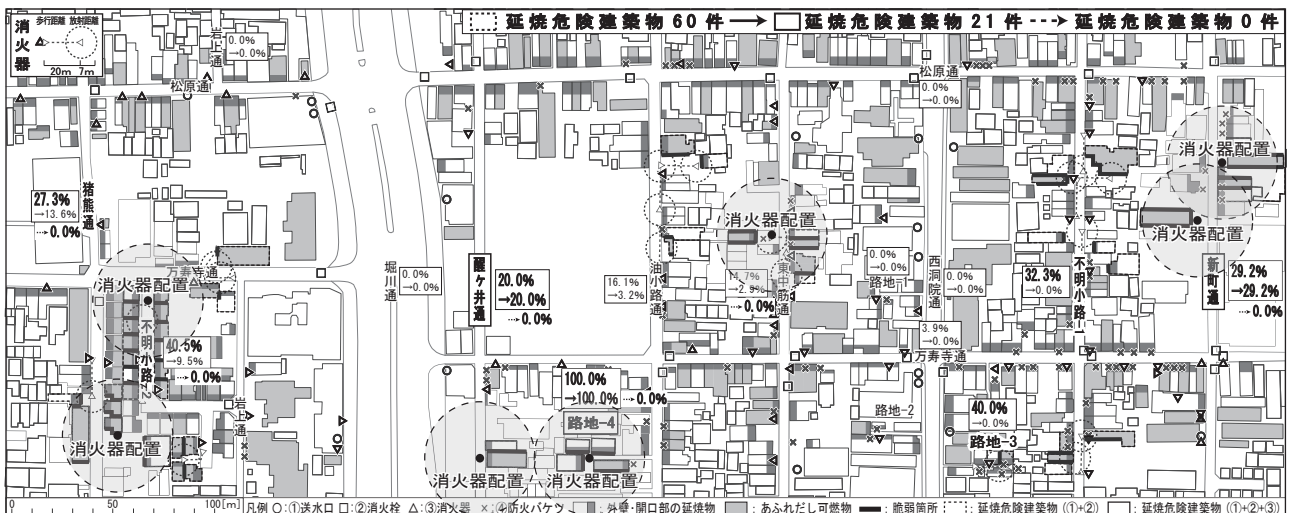 消火器
歩行距離 放射距離
20m 7m
延焼危険建築物 60 件 → 延焼危険建築物 21 件 ⇢ 延焼危険建築物 0 件
岩上通
0.0%
→0.0%
松原通
松原通
0.0%
→0.0%
消火器配置
消火器配置
消火器配置
27.3%
→13.6%
⇢ 0.0%
猪熊通
消火器配置
万寿寺通
不明小路-2
40.5%
→9.5%
⇢ 0.0%
消火器配置
岩上通
堀川通
0.0%
→0.0%
醒ヶ井通
20.0%
→20.0%
⇢ 0.0%
16.1%
→3.2%
油小路通
14.7%
→2.9%
⇢ 0.0%
東中筋通
0.0%
→0.0%
路地-1
西洞院通
0.0%
→0.0%
32.3%
→0.0%
新町通
29.2%
→29.2%
⇢ 0.0%
3.9%
→0.0%
万寿寺通
100.0%
→100.0% ⇢ 0.0%
路地-4
消火器配置
消火器配置
路地-2
40.0%
→0.0%
路地-3
0 50 100[m]
凡例 ○:①送水口 □:②消火栓 △:③消火器 ×:④防火バケツ :外壁・開口部の延焼物 :あふれだし可燃物 :脆弱箇所 :延焼危険建築物 (①+②) :延焼危険建築物 (①+②+③)